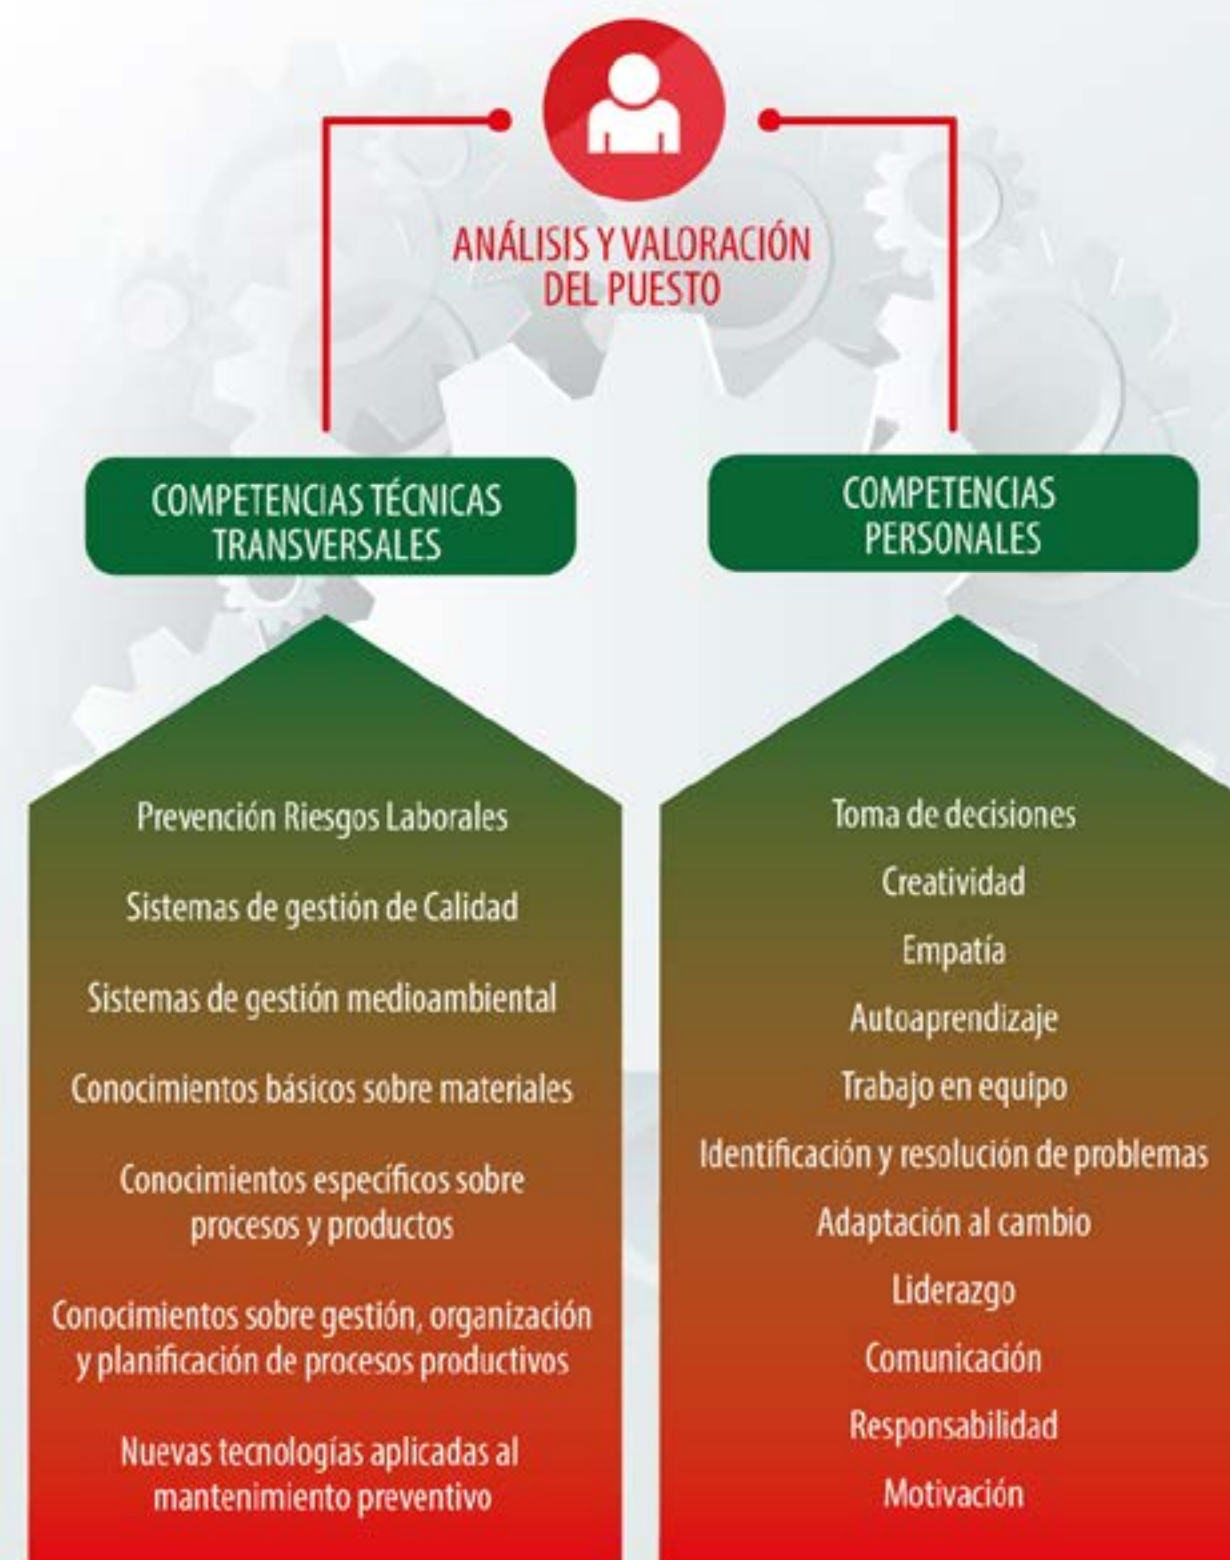 ANÁLISIS Y VALORACIÓN
DEL PUESTO
COMPETENCIAS TÉCNICAS
TRANSVERSALES
Prevención Riesgos Laborales
Sistemas de gestión de Calidad
Sistemas de gestión medioambiental
Conocimientos básicos sobre materiales
Conocimientos específicos sobre
procesos y productos
Conocimientos sobre gestión, organización
y planificación de procesos productivos
Nuevas tecnologías aplicadas al
mantenimiento preventivo
COMPETENCIAS
PERSONALES
Toma de decisiones
Creatividad
Empatía
Autoaprendizaje
Trabajo en equipo
Identificación y resolución de problemas
Adaptación al cambio
Liderazgo
Comunicación
Responsabilidad
Motivación